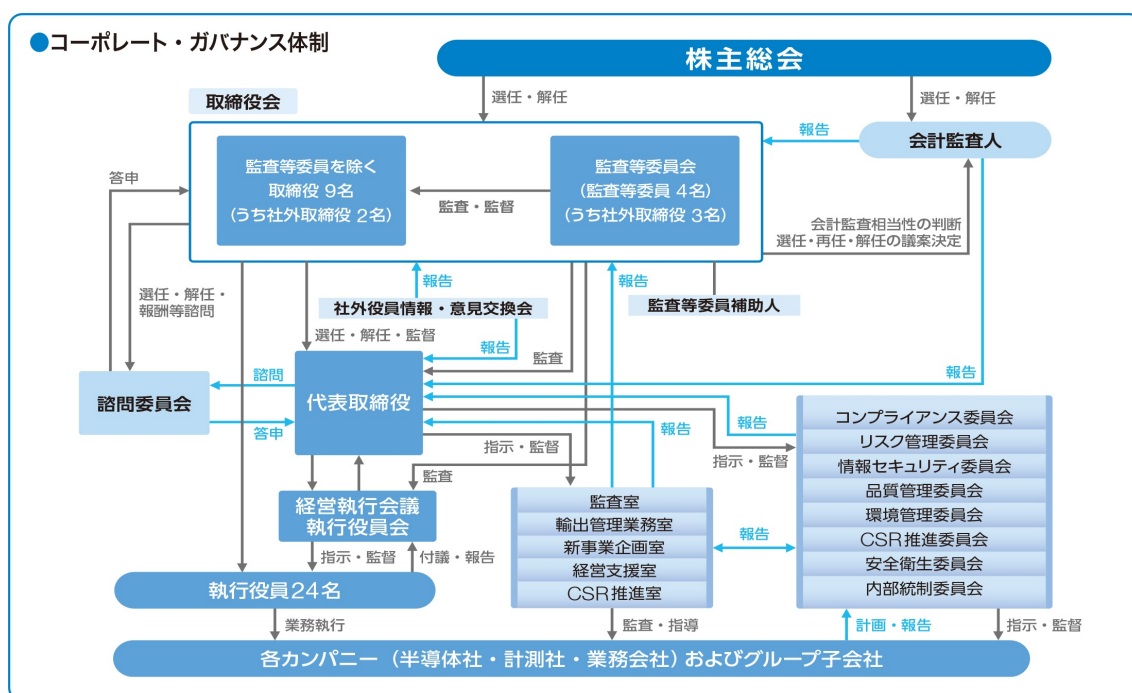 ●コーポレート・ガバナンス体制
株主総会
選任・解任
選任・解任
取締役会
報告
会計監査人
監査等委員を除く
取締役 9名
(うち社外取締役 2名)
監査・監督
監査等委員会
(監査等委員 4名)
(うち社外取締役 3名)
答申
会計監査相当性の判断
選任・再任・解任の議案決定
報告
報告
選任・解任・
報酬等諮問
社外役員情報・意見交換会
監査等委員補助人
選任・解任・監督
報告
監査
報告
諮問
諮問委員会
答申
代表取締役
報告
報告
指示・監督
指示・監督
監査
コンプライアンス委員会
リスク管理委員会
情報セキュリティ委員会
品質管理委員会
環境管理委員会
CSR推進委員会
安全衛生委員会
内部統制委員会
経営執行会議
執行役員会
監査室
輸出管理業務室
新事業企画室
経営支援室
CSR推進室
報告
指示・監督
付議・報告
執行役員24名
業務執行
監査・指導
計画・報告
指示・監督
各カンパニー(半導体社・計測社・業務会社)およびグループ子会社